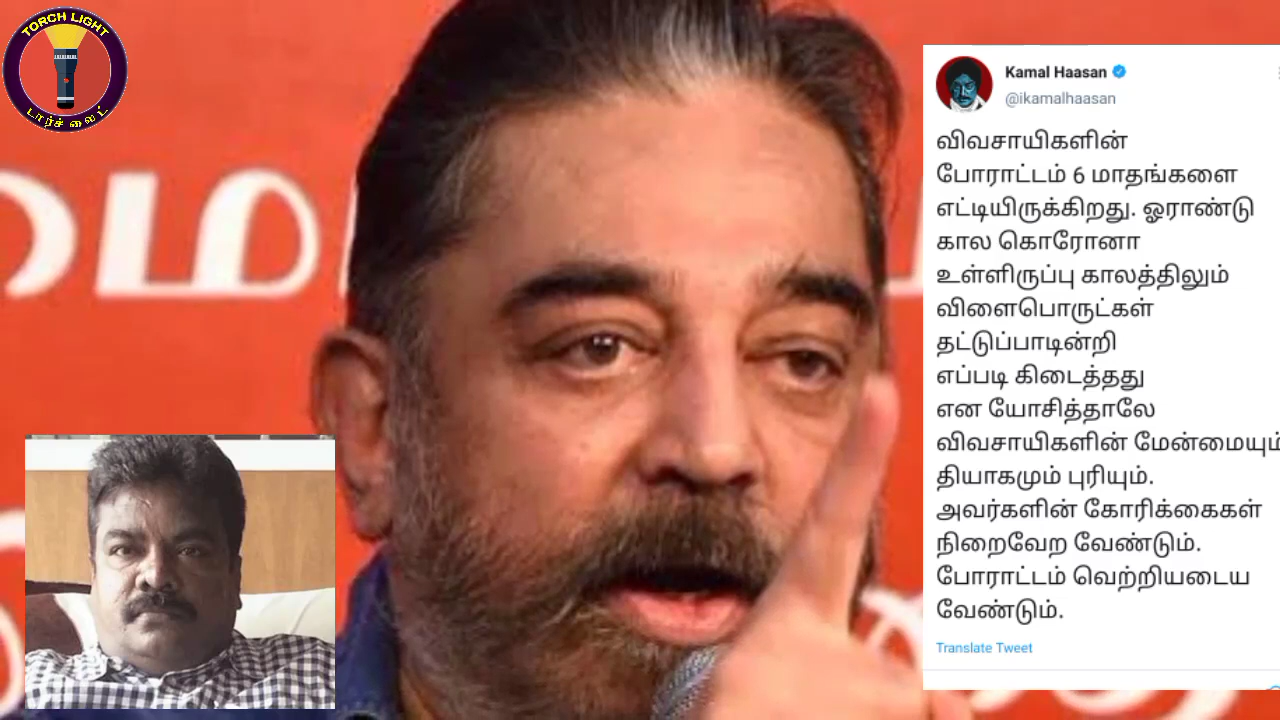 TORCH LIGHT
டார்ச் லைட்
Kamal Haasan
@ikamalhaasan
விவசாயிகளின்
போராட்டம் 6 மாதங்களை
எட்டியிருக்கிறது. ஓராண்டு
கால கொரோனா
உள்ளிருப்பு காலத்திலும்
விளைபொருட்கள்
தட்டுப்பாடின்றி
எப்படி கிடைத்தது
என யோசித்தாலே
விவசாயிகளின் மேன்மையும்
தியாகமும் புரியும்.
அவர்களின் கோரிக்கைகள்
நிறைவேற வேண்டும்.
போராட்டம் வெற்றியடைய
வேண்டும்.
Translate Tweet